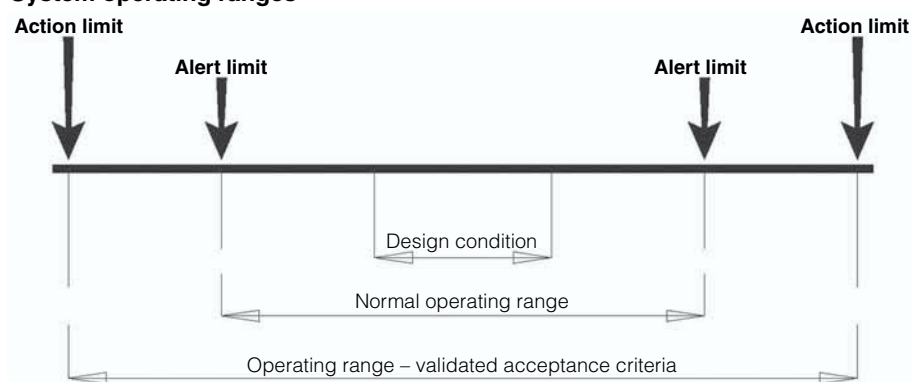 System operating ranges
Action limit Action limit
Alert limit Alert limit
Design condition
Normal operating range
Operating range – validated acceptance criteria